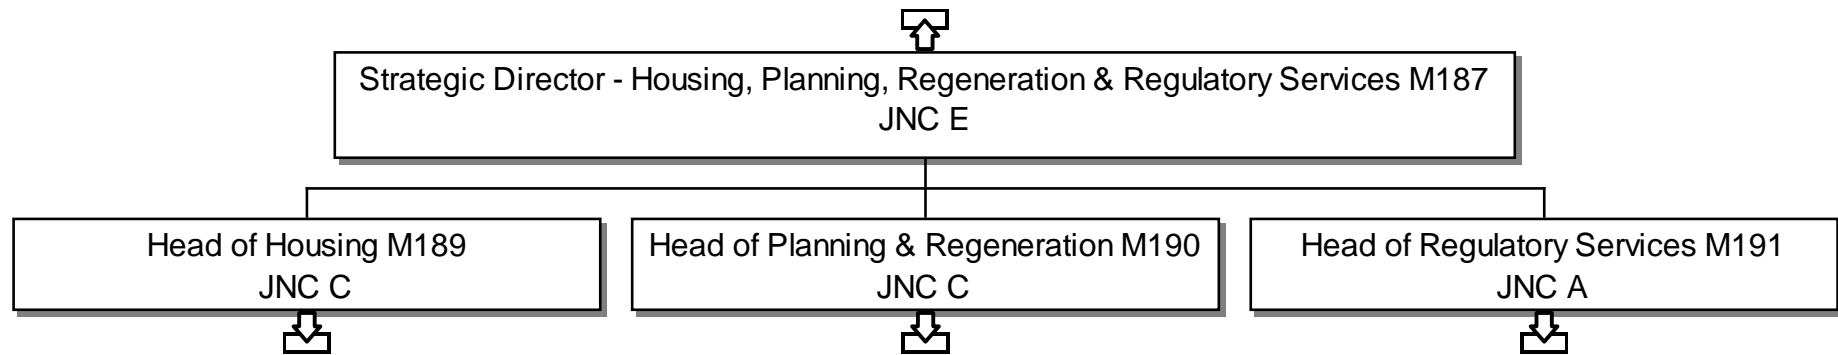 Strategic Director - Housing, Planning, Regeneration & Regulatory Services M187
JNC E
Head of Housing M189
JNC C
Head of Planning & Regeneration M190
JNC C
Head of Regulatory Services M191
JNC A